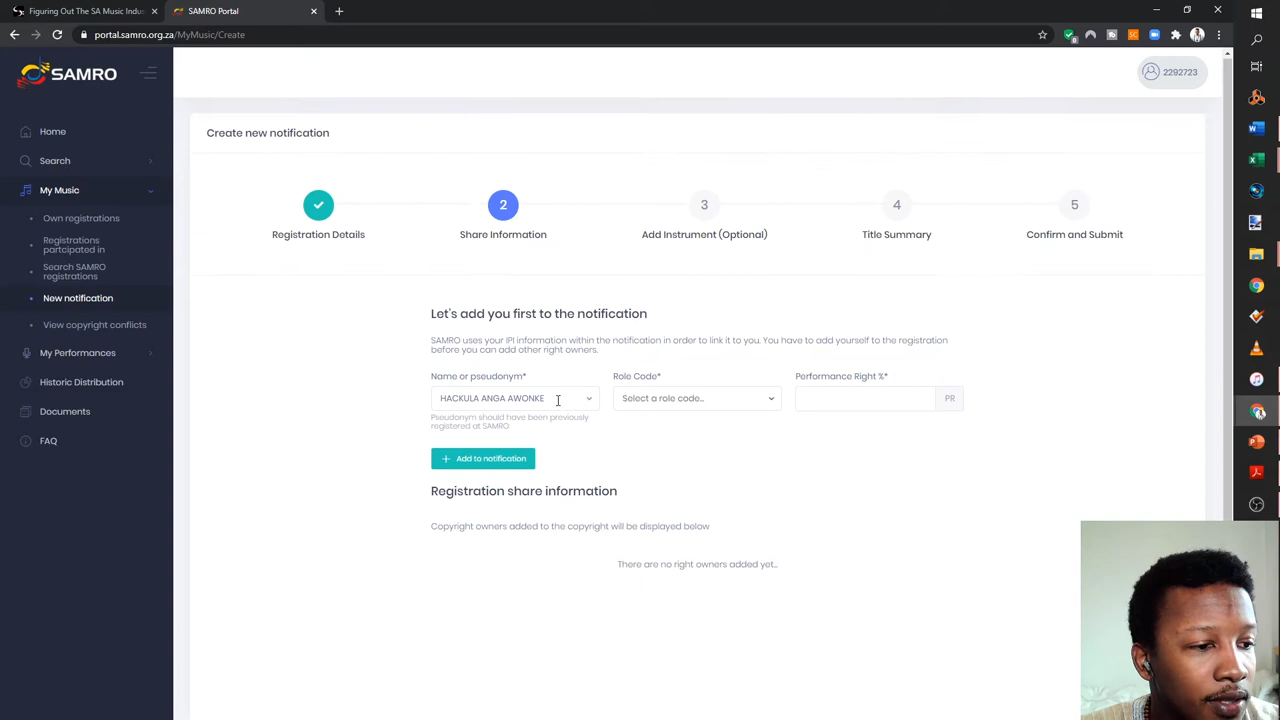 Figuring Out The SA Music Indus
SAMRO Portal
portal.samro.org.za/MyMusic/Create
SAMRO
2292723
Home
Search
My Music
Own registrations
Registrations
partcipated in
Search SAMRO
registrations
New notification
View copyright conflicts
My Performances
Historic Distribution
Documents
FAQ
Create new notification
2
3
4
5
Registration Details
Share Information
Add Instrument (Optional)
Title Summary
Confirm and Submit
Let's add you first to the notification
SAMRO uses your IPI information within the notification in order to link it to you. You have to add yourself to the registration
before you can add other right owners.
Name or pseudonym*
Role Code*
Performance Right %*
HACKULA ANGA AWONKE
Select a role code...
PR
Pseudonym should have been previously
registered at SAMRO
+ Add to notification
Registration share information
Copyright owners added to the copyright will be displayed below
There are no right owners added yet...